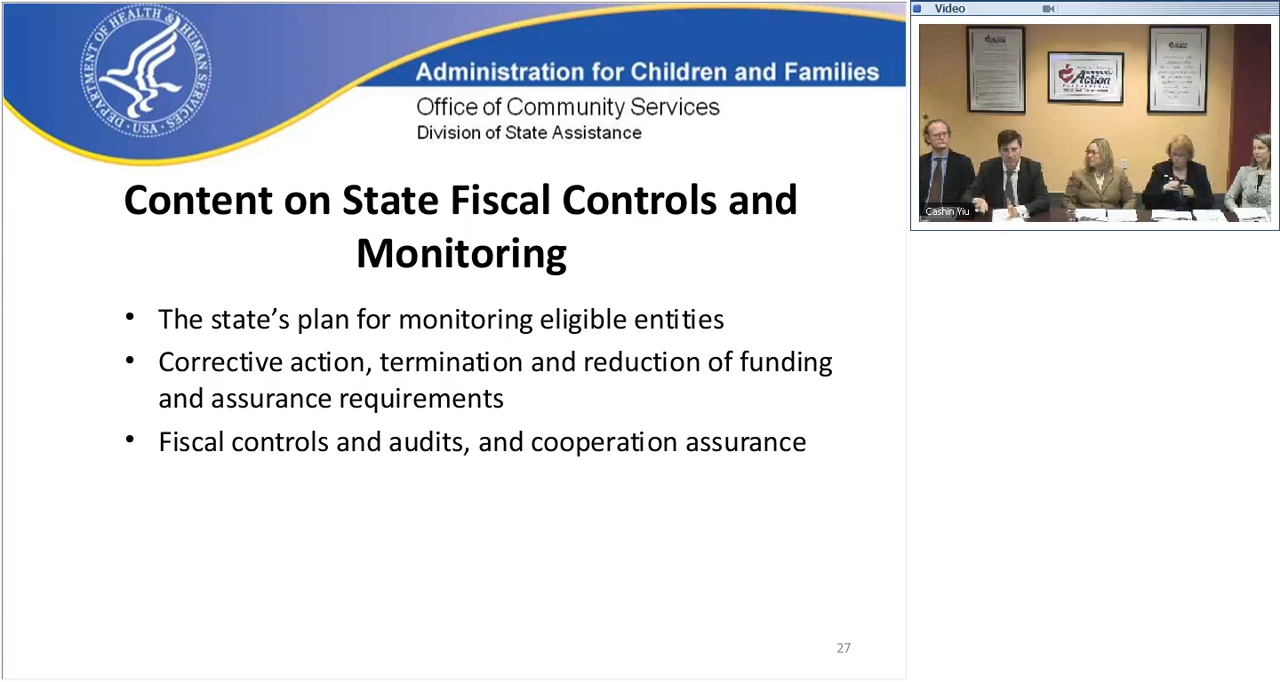 DEPARTMENT OF HEALTH & HUMAN SERVICES · USA
Administration for Children and Families
Office of Community Services
Division of State Assistance
Content on State Fiscal Controls and
Monitoring
• The state’s plan for monitoring eligible entities
• Corrective action, termination and reduction of funding
and assurance requirements
• Fiscal controls and audits, and cooperation assurance
27
Video
Action
Cashin Yiu